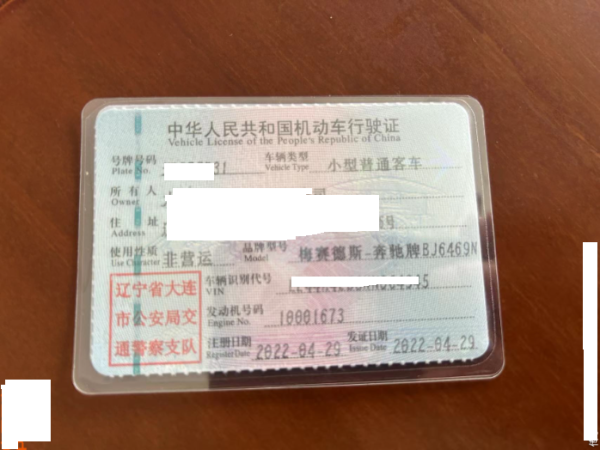 中华人民共和国机动车行驶证
Vehicle License of the People's Republic of China
号牌号码 31 车辆类型 小型普通客车
Plate No. Vehicle Type
所有人 司
Owner
住址 号
Address
使用性质 非营运 品牌型号 梅赛德斯-奔驰牌BJ6469N
Use Character Model
辽宁省大连
市公安局交
通警察支队
车辆识别代号
VIN
发动机号码 10001673
Engine No.
注册日期 2022-04-29 发证日期 2022-04-29
Register Date Issue Date